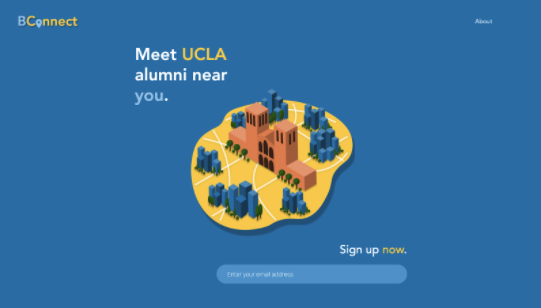 BConnect
About
Meet UCLA
alumni near
you.
Sign up now.
Enter your email address